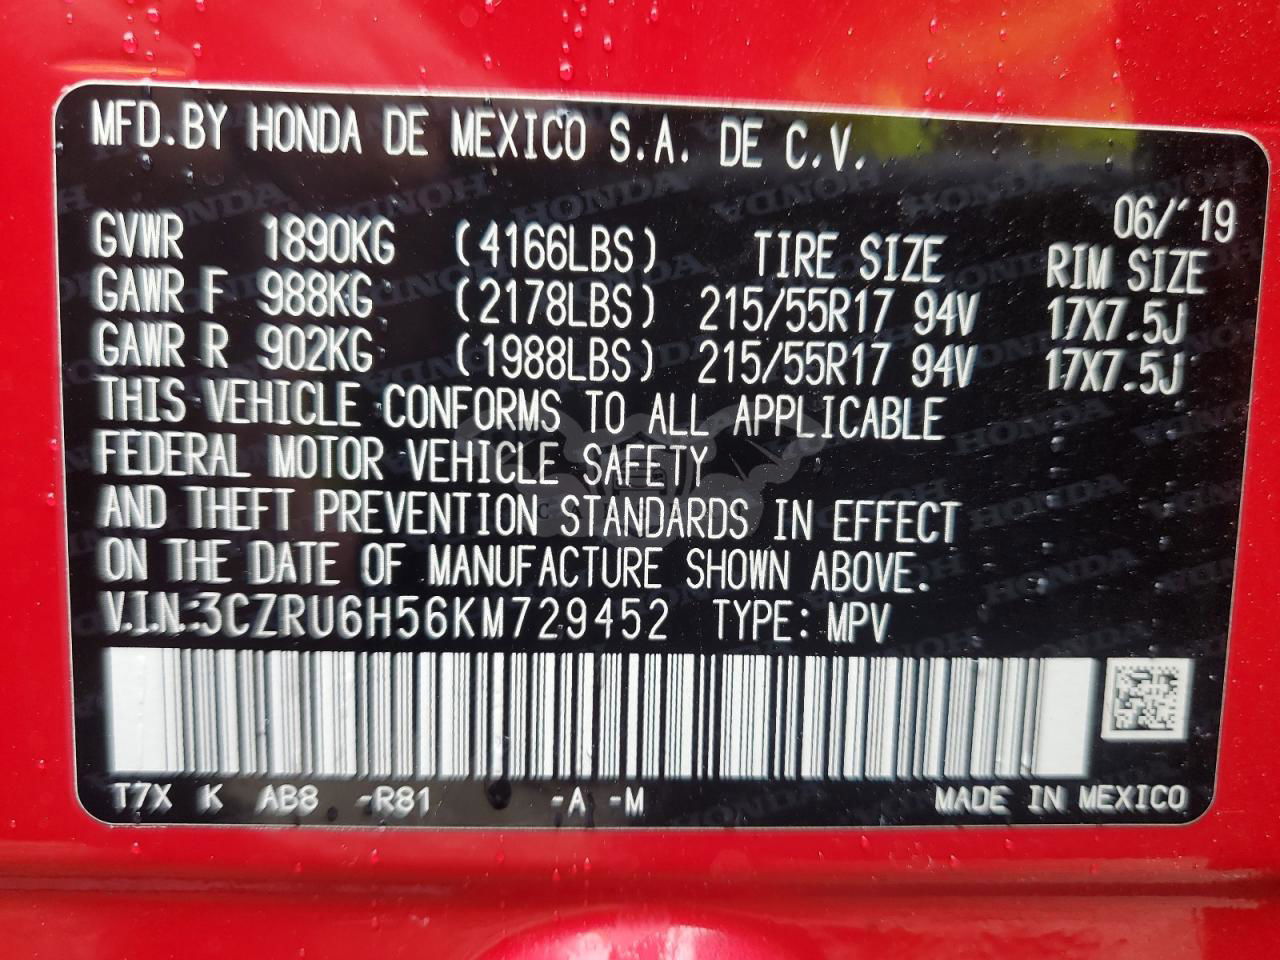 MFD.BY HONDA DE MEXICO S.A. DE C.V.
06/'19
GVWR 1890KG (4166LBS) TIRE SIZE RIM SIZE
GAWR F 988KG (2178LBS) 215/55R17 94V 17X7.5J
GAWR R 902KG (1988LBS) 215/55R17 94V 17X7.5J
THIS VEHICLE CONFORMS TO ALL APPLICABLE
FEDERAL MOTOR VEHICLE SAFETY
AND THEFT PREVENTION STANDARDS IN EFFECT
ON THE DATE OF MANUFACTURE SHOWN ABOVE.
V.I.N:3CZRU6H56KM729452 TYPE: MPV
T7X K AB8 -R81 -A -M MADE IN MEXICO